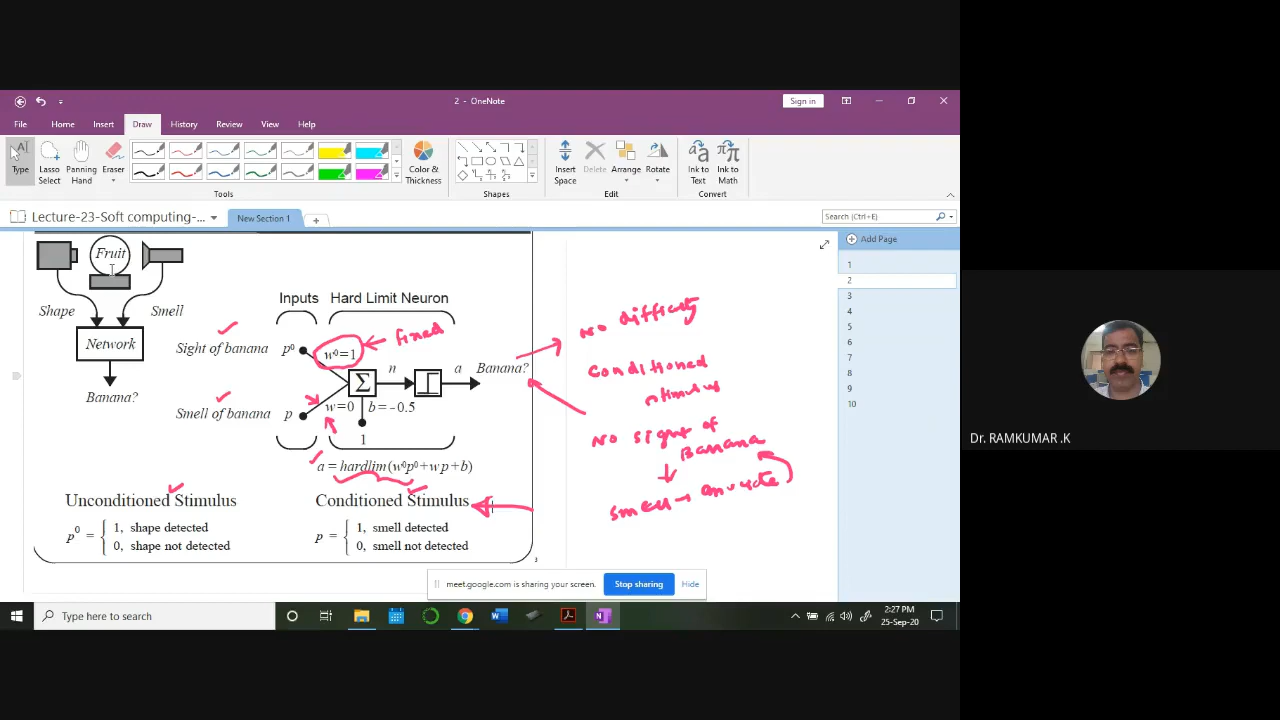 2 - OneNote
Sign in
File Home Insert Draw History Review View Help
Type
Lasso Select
Panning Hand
Eraser
Color & Thickness
Insert Space
Delete
Arrange
Rotate
Ink to Text
Ink to Math
Tools
Shapes
Edit
Convert
Lecture-23-Soft computing-...
New Section 1
Search (Ctrl+E)
Add Page
1
2
3
4
5
6
7
8
9
10
Fruit
Shape
Smell
Network
Banana?
Inputs Hard Limit Neuron
Sight of banana p⁰
w⁰=1
fixed
Smell of banana p
w=0
Σ
n
b=-0.5
1
a
Banana?
a = hardlim(w⁰p⁰+wp+b)
Unconditioned Stimulus
p⁰ = { 1, shape detected
0, shape not detected
Conditioned Stimulus
p = { 1, smell detected
0, smell not detected
3
No difficulty
Conditioned
stimulus
No sight of
Banana
smell →
meet.google.com is sharing your screen.
Stop sharing
Hide
Type here to search
2:27 PM
25-Sep-20
Dr. RAMKUMAR .K